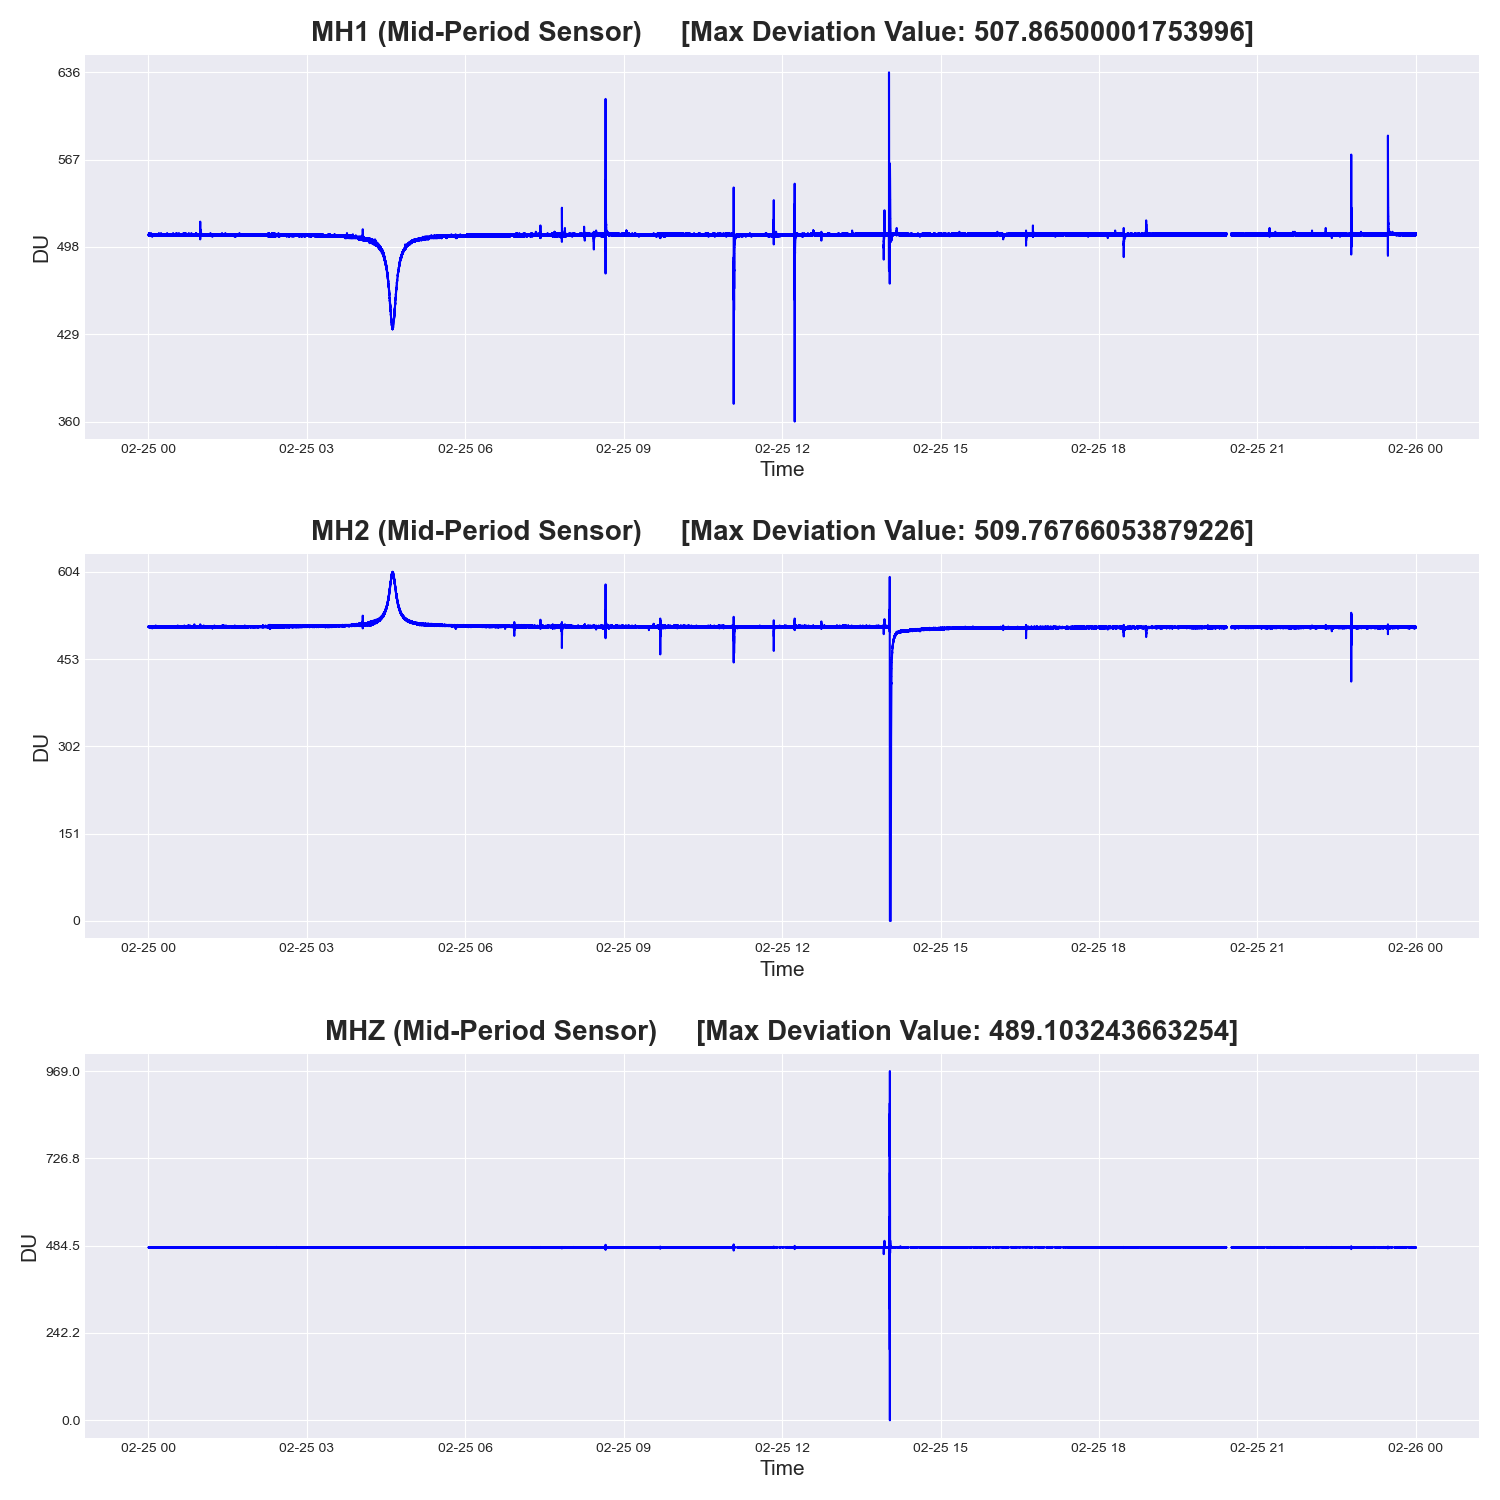 MH1 (Mid-Period Sensor) [Max Deviation Value: 507.86500001753996]
636
567
498
429
360
DU
02-25 00 02-25 03 02-25 06 02-25 09 02-25 12 02-25 15 02-25 18 02-25 21 02-26 00
Time
MH2 (Mid-Period Sensor) [Max Deviation Value: 509.76766053879226]
604
453
302
151
0
DU
02-25 00 02-25 03 02-25 06 02-25 09 02-25 12 02-25 15 02-25 18 02-25 21 02-26 00
Time
MHZ (Mid-Period Sensor) [Max Deviation Value: 489.103243663254]
969.0
726.8
484.5
242.2
0.0
DU
02-25 00 02-25 03 02-25 06 02-25 09 02-25 12 02-25 15 02-25 18 02-25 21 02-26 00
Time